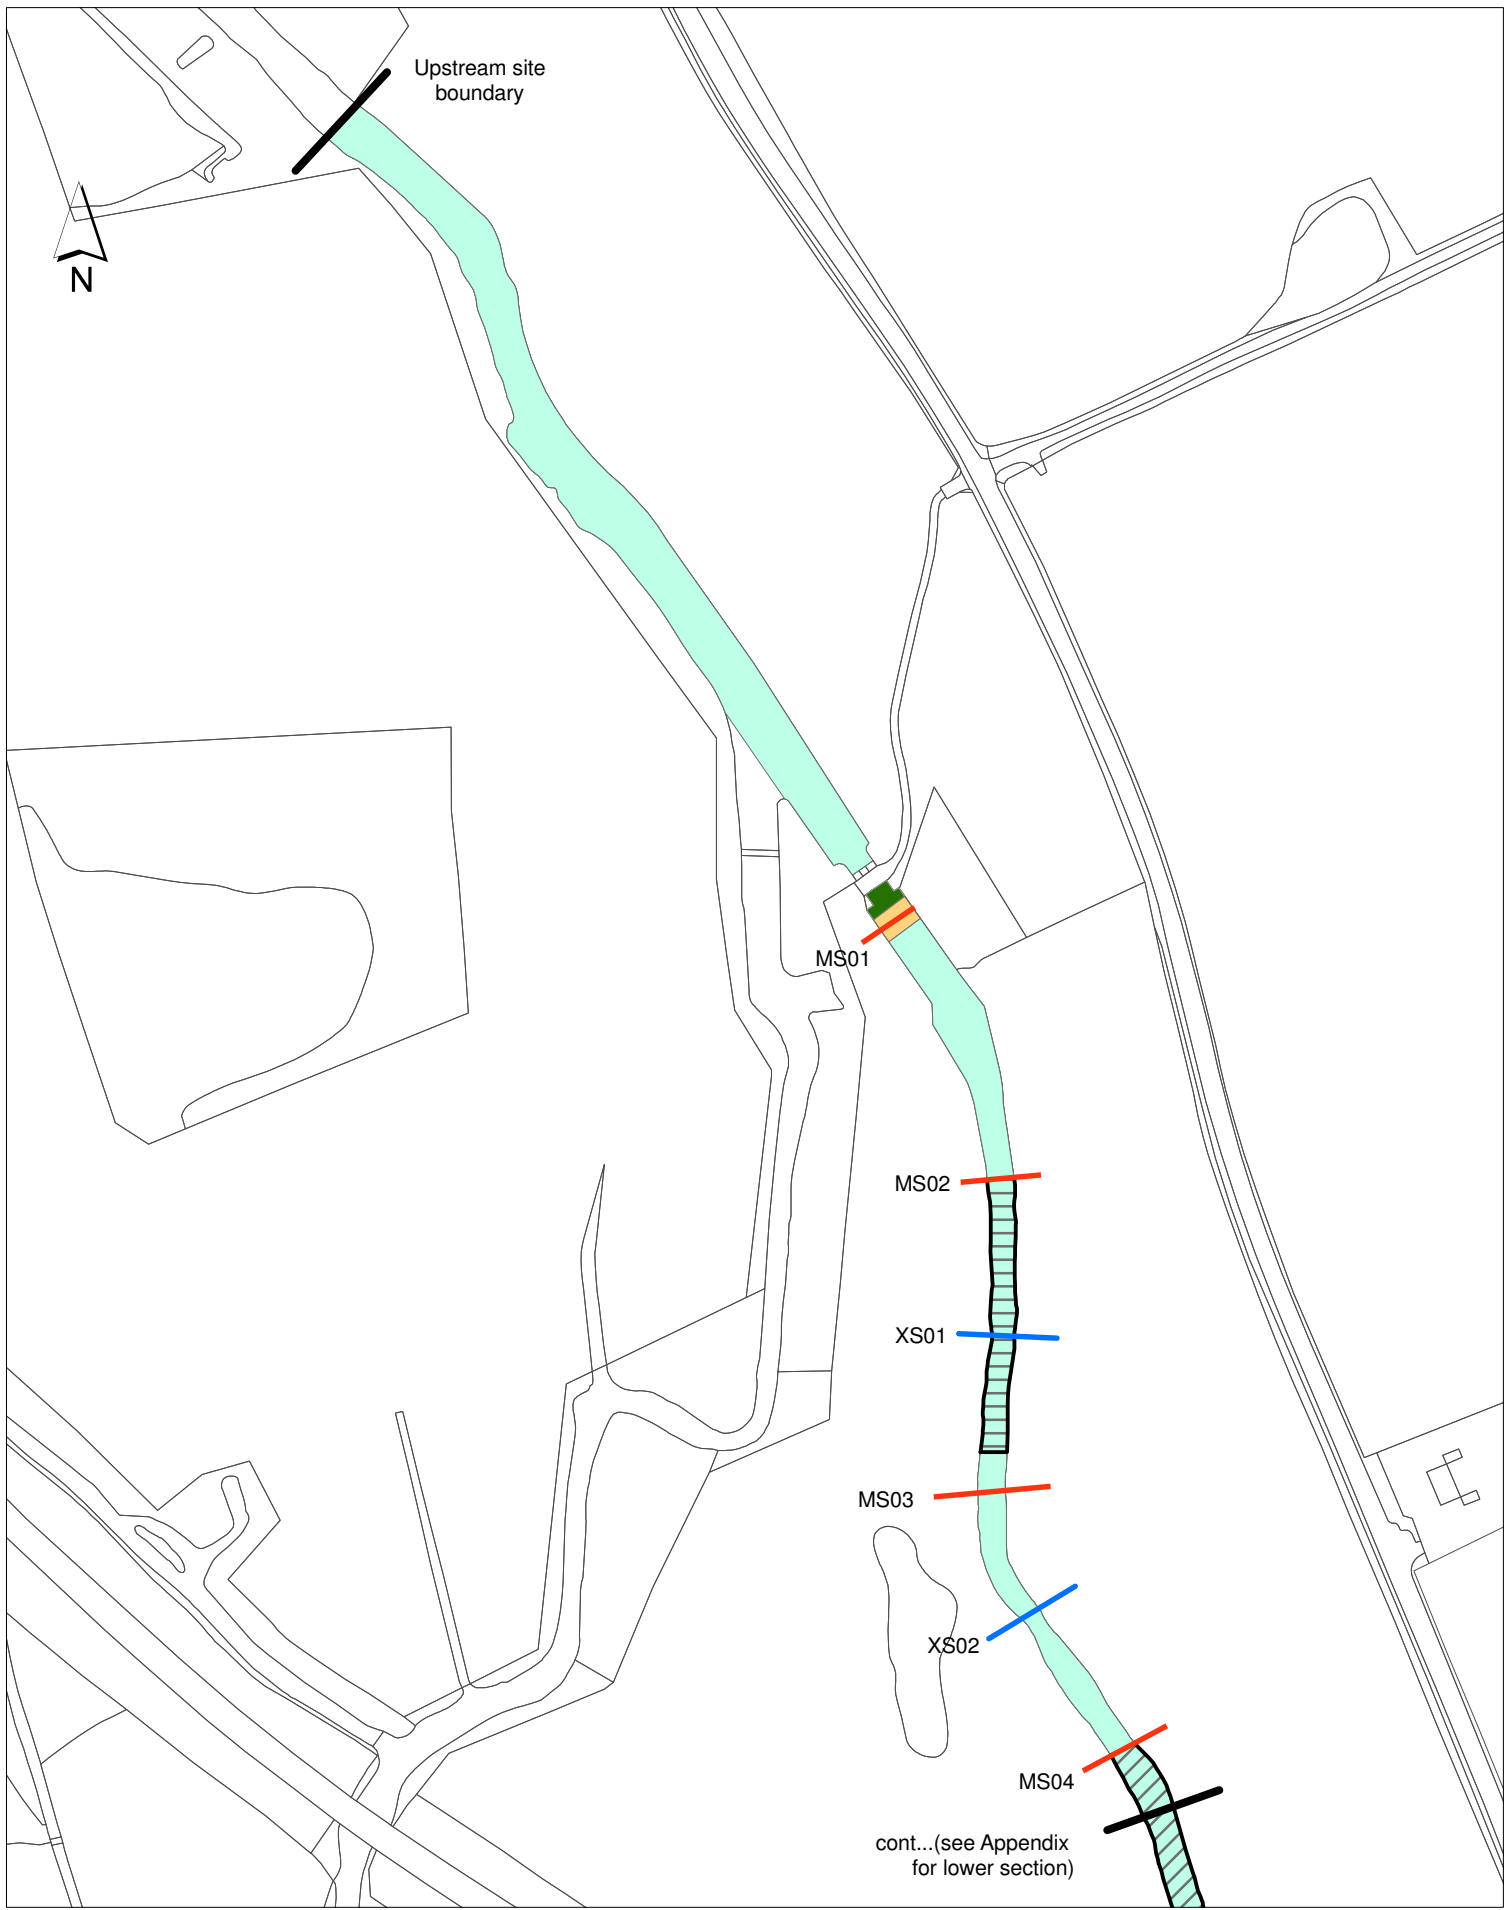 Upstream site
boundary
N
MS01
MS02
XS01
MS03
XS02
MS04
cont...(see Appendix
for lower section)